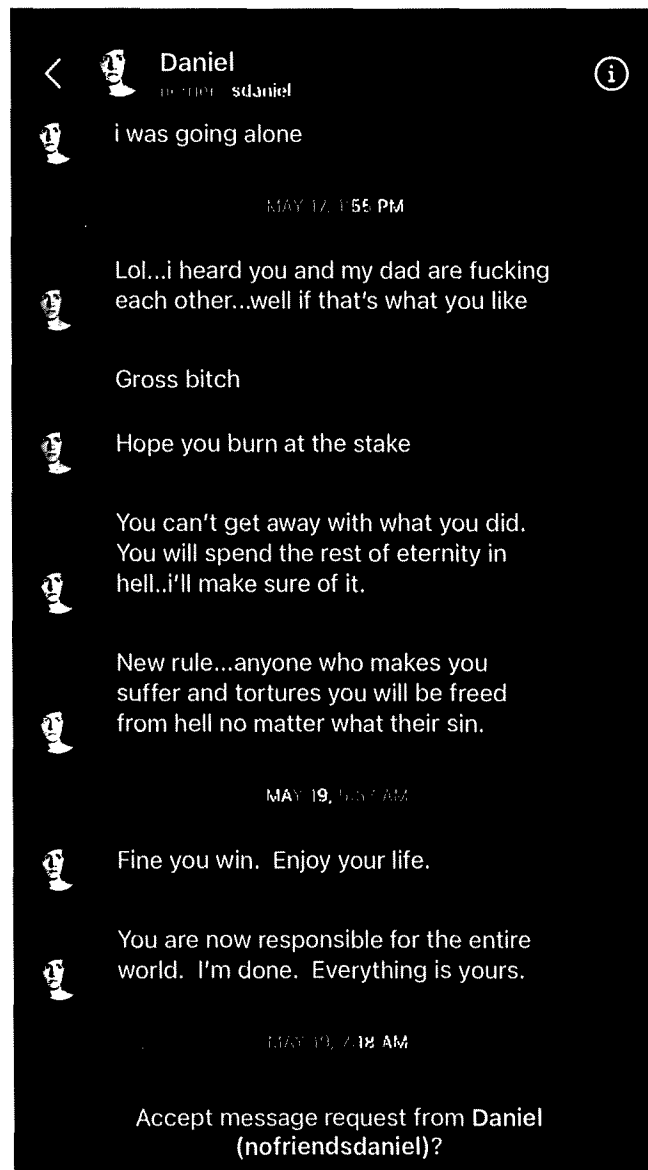 Daniel
sdaniel
i was going alone
55 PM
Lol...i heard you and my dad are fucking
each other...well if that's what you like
Gross bitch
Hope you burn at the stake
You can't get away with what you did.
You will spend the rest of eternity in
hell..i'll make sure of it.
New rule...anyone who makes you
suffer and tortures you will be freed
from hell no matter what their sin.
MAY 19, AM
Fine you win.  Enjoy your life.
You are now responsible for the entire
world.  I'm done.  Everything is yours.
MAY 19, 18 AM
Accept message request from Daniel
(nofriendsdaniel)?